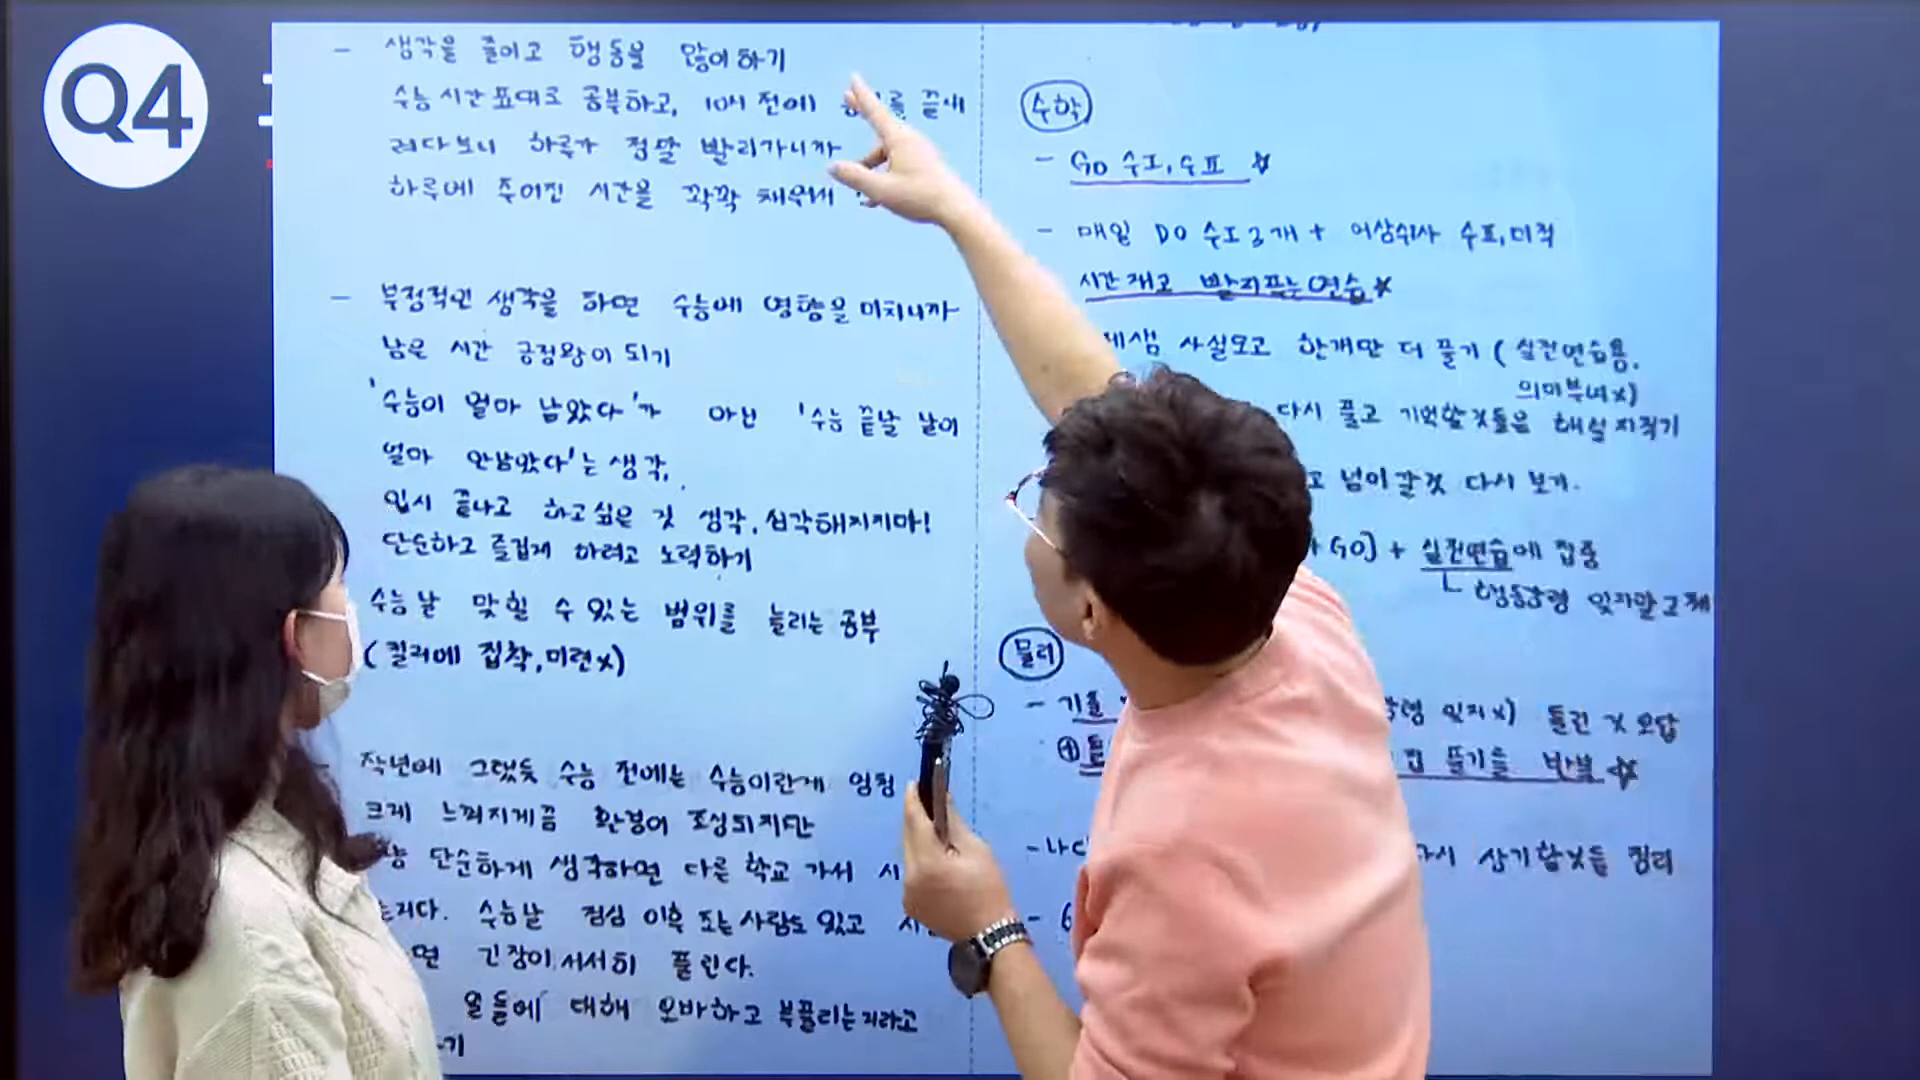 Q4
- 생각을 줄이고 행동을 많이 하기
수능 시간표대로 공부하고, 10시 전에 를 끝내
려다보니 하루가 정말 빨리가니까
하루에 주어진 시간을 꽉꽉 채워서
- 부정적인 생각을 하면 수능에 영향을 미치니까
남은 시간 긍정왕이 되기
'수능이 얼마 남았다'가 아닌 '수능 끝날 날이
얼마 안남았다'는 생각.
입시 끝나고 하고싶은 것 생각, 심각해지지마!
단순하고 즐겁게 하려고 노력하기
수능날 맞힐 수 있는 범위를 늘리는 공부
(킬러에 집착, 미련x)
작년에 그랬듯 수능 전에는 수능이란게 엄청
크게 느껴지게끔 환경이 조성되지만
단순하게 생각하면 다른 학교 가서 시
수능날 점심 이후 조는 사람도 있고
면 긴장이 서서히 풀린다.
일들에 대해 오바하고 부풀리는지라고
기
수학
- GO 수Ⅰ, 수Ⅱ ☆
- 매일 DO 수Ⅰ 3개 + 이상 수Ⅱ, 미적
시간재고 빨리푸는 연습 ☆
사설모고 한개만 더 풀기 (실전연습용.
의미부여x)
다시 풀고 기억할것들은 해설지적기
고 넘어갈것 다시 보기.
GO] + 실전연습에 집중
ㄴ 행동강령 잊지말고
물리
- 기출 령 잊지x) 틀린 것 오답
⊕ 풀기를 반복 ☆
- 나 다시 상기할것들 정리
- 6